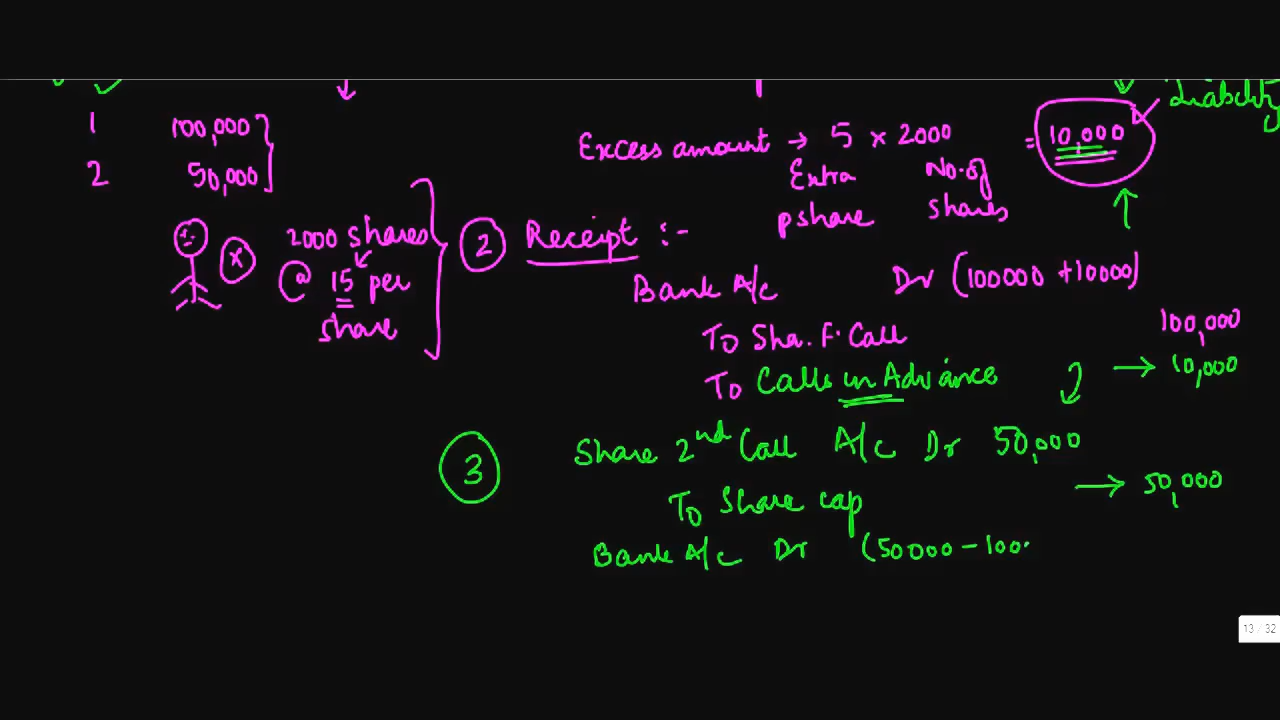 Liability
1 100,000
2 50,000
Excess amount → 5 x 2000 = 10,000
Extra pshare
No. of shares
x
2000 shares
@ 15 per
share
2 Receipt :-
Bank A/c Dr (100000 + 10000)
To Sha. F. Call 100,000
To Calls in Advance → 10,000
3 Share 2nd Call A/c Dr 50,000
To Share cap → 50,000
Bank A/c Dr (50000 - 100
13 / 32